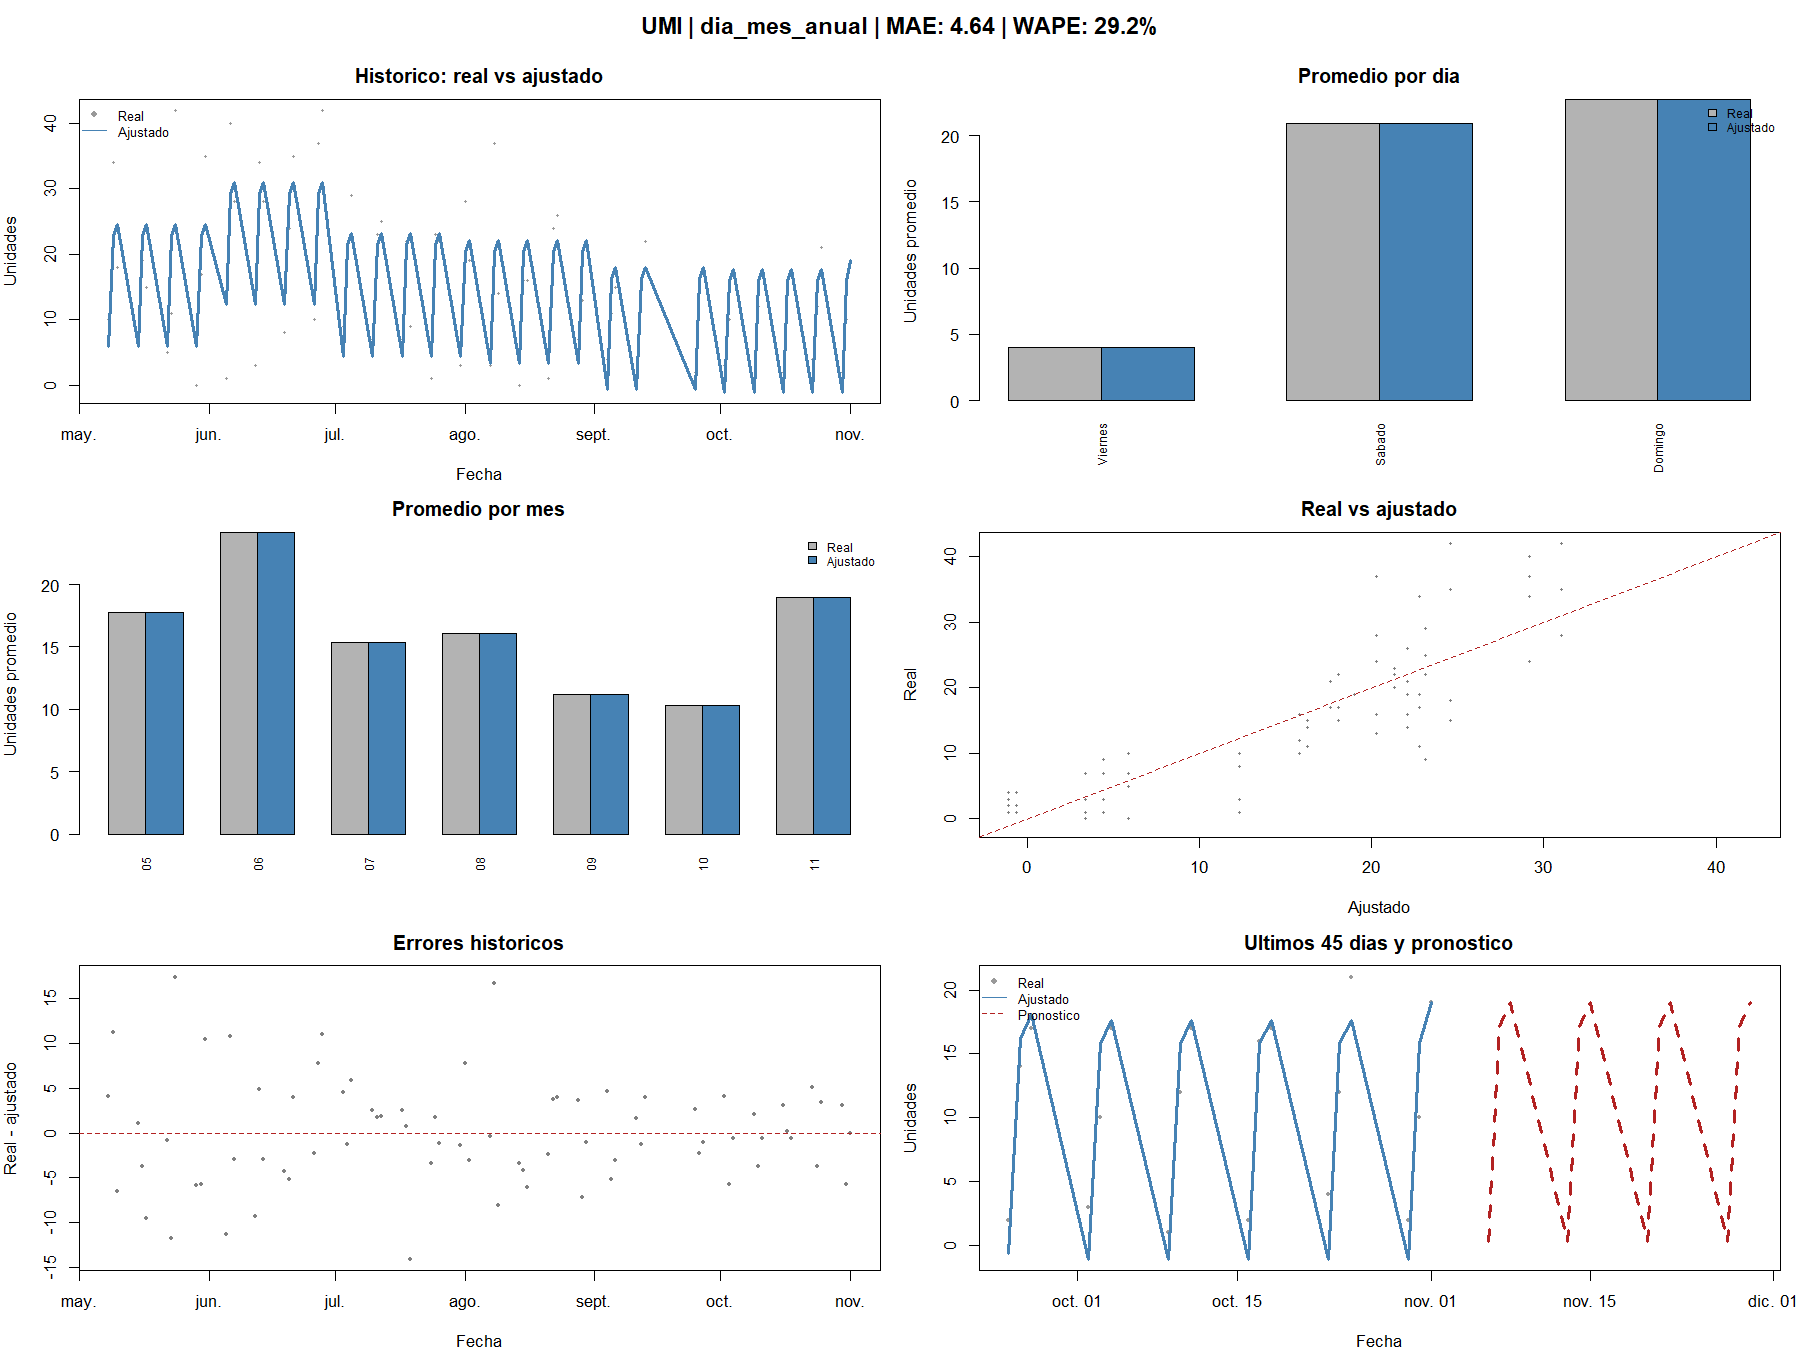 UMI | dia_mes_anual | MAE: 4.64 | WAPE: 29.2%
Historico: real vs ajustado
Real
Ajustado
Unidades
0 10 20 30 40
may. jun. jul. ago. sept. oct. nov.
Fecha
Promedio por dia
Real
Ajustado
Unidades promedio
0 5 10 15 20
Viernes Sabado Domingo
Promedio por mes
Real
Ajustado
Unidades promedio
0 5 10 15 20
05 06 07 08 09 10 11
Real vs ajustado
Real
0 10 20 30 40
0 10 20 30 40
Ajustado
Errores historicos
Real - ajustado
-15 -10 -5 0 5 10 15
may. jun. jul. ago. sept. oct. nov.
Fecha
Ultimos 45 dias y pronostico
Real
Ajustado
Pronostico
Unidades
0 5 10 15 20
oct. 01 oct. 15 nov. 01 nov. 15 dic. 01
Fecha